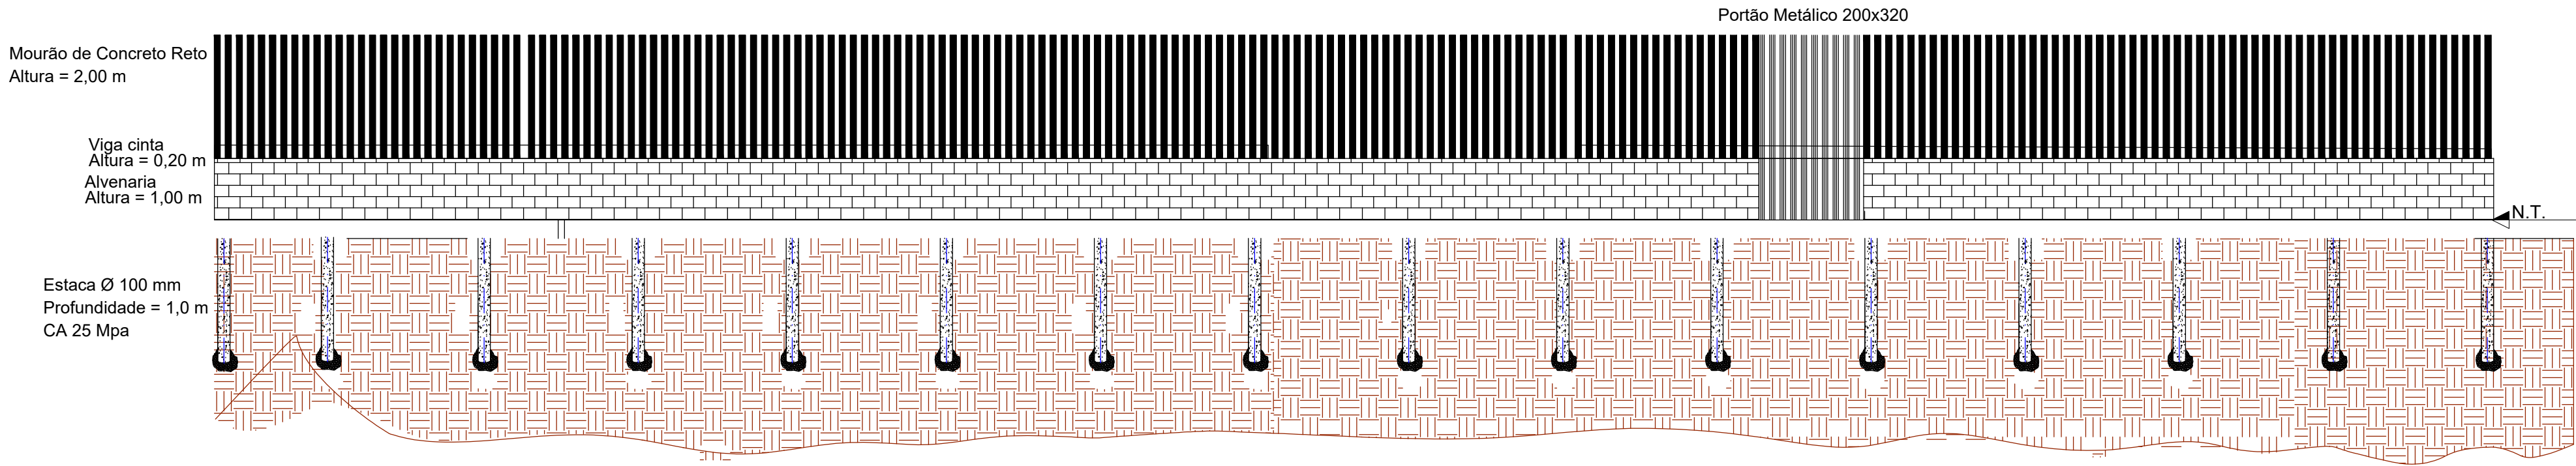 Portão Metálico 200x320
Mourão de Concreto Reto
Altura = 2,00 m
Viga cinta
Altura = 0,20 m
Alvenaria
Altura = 1,00 m
N.T.
Estaca Ø 100 mm
Profundidade = 1,0 m
CA 25 Mpa